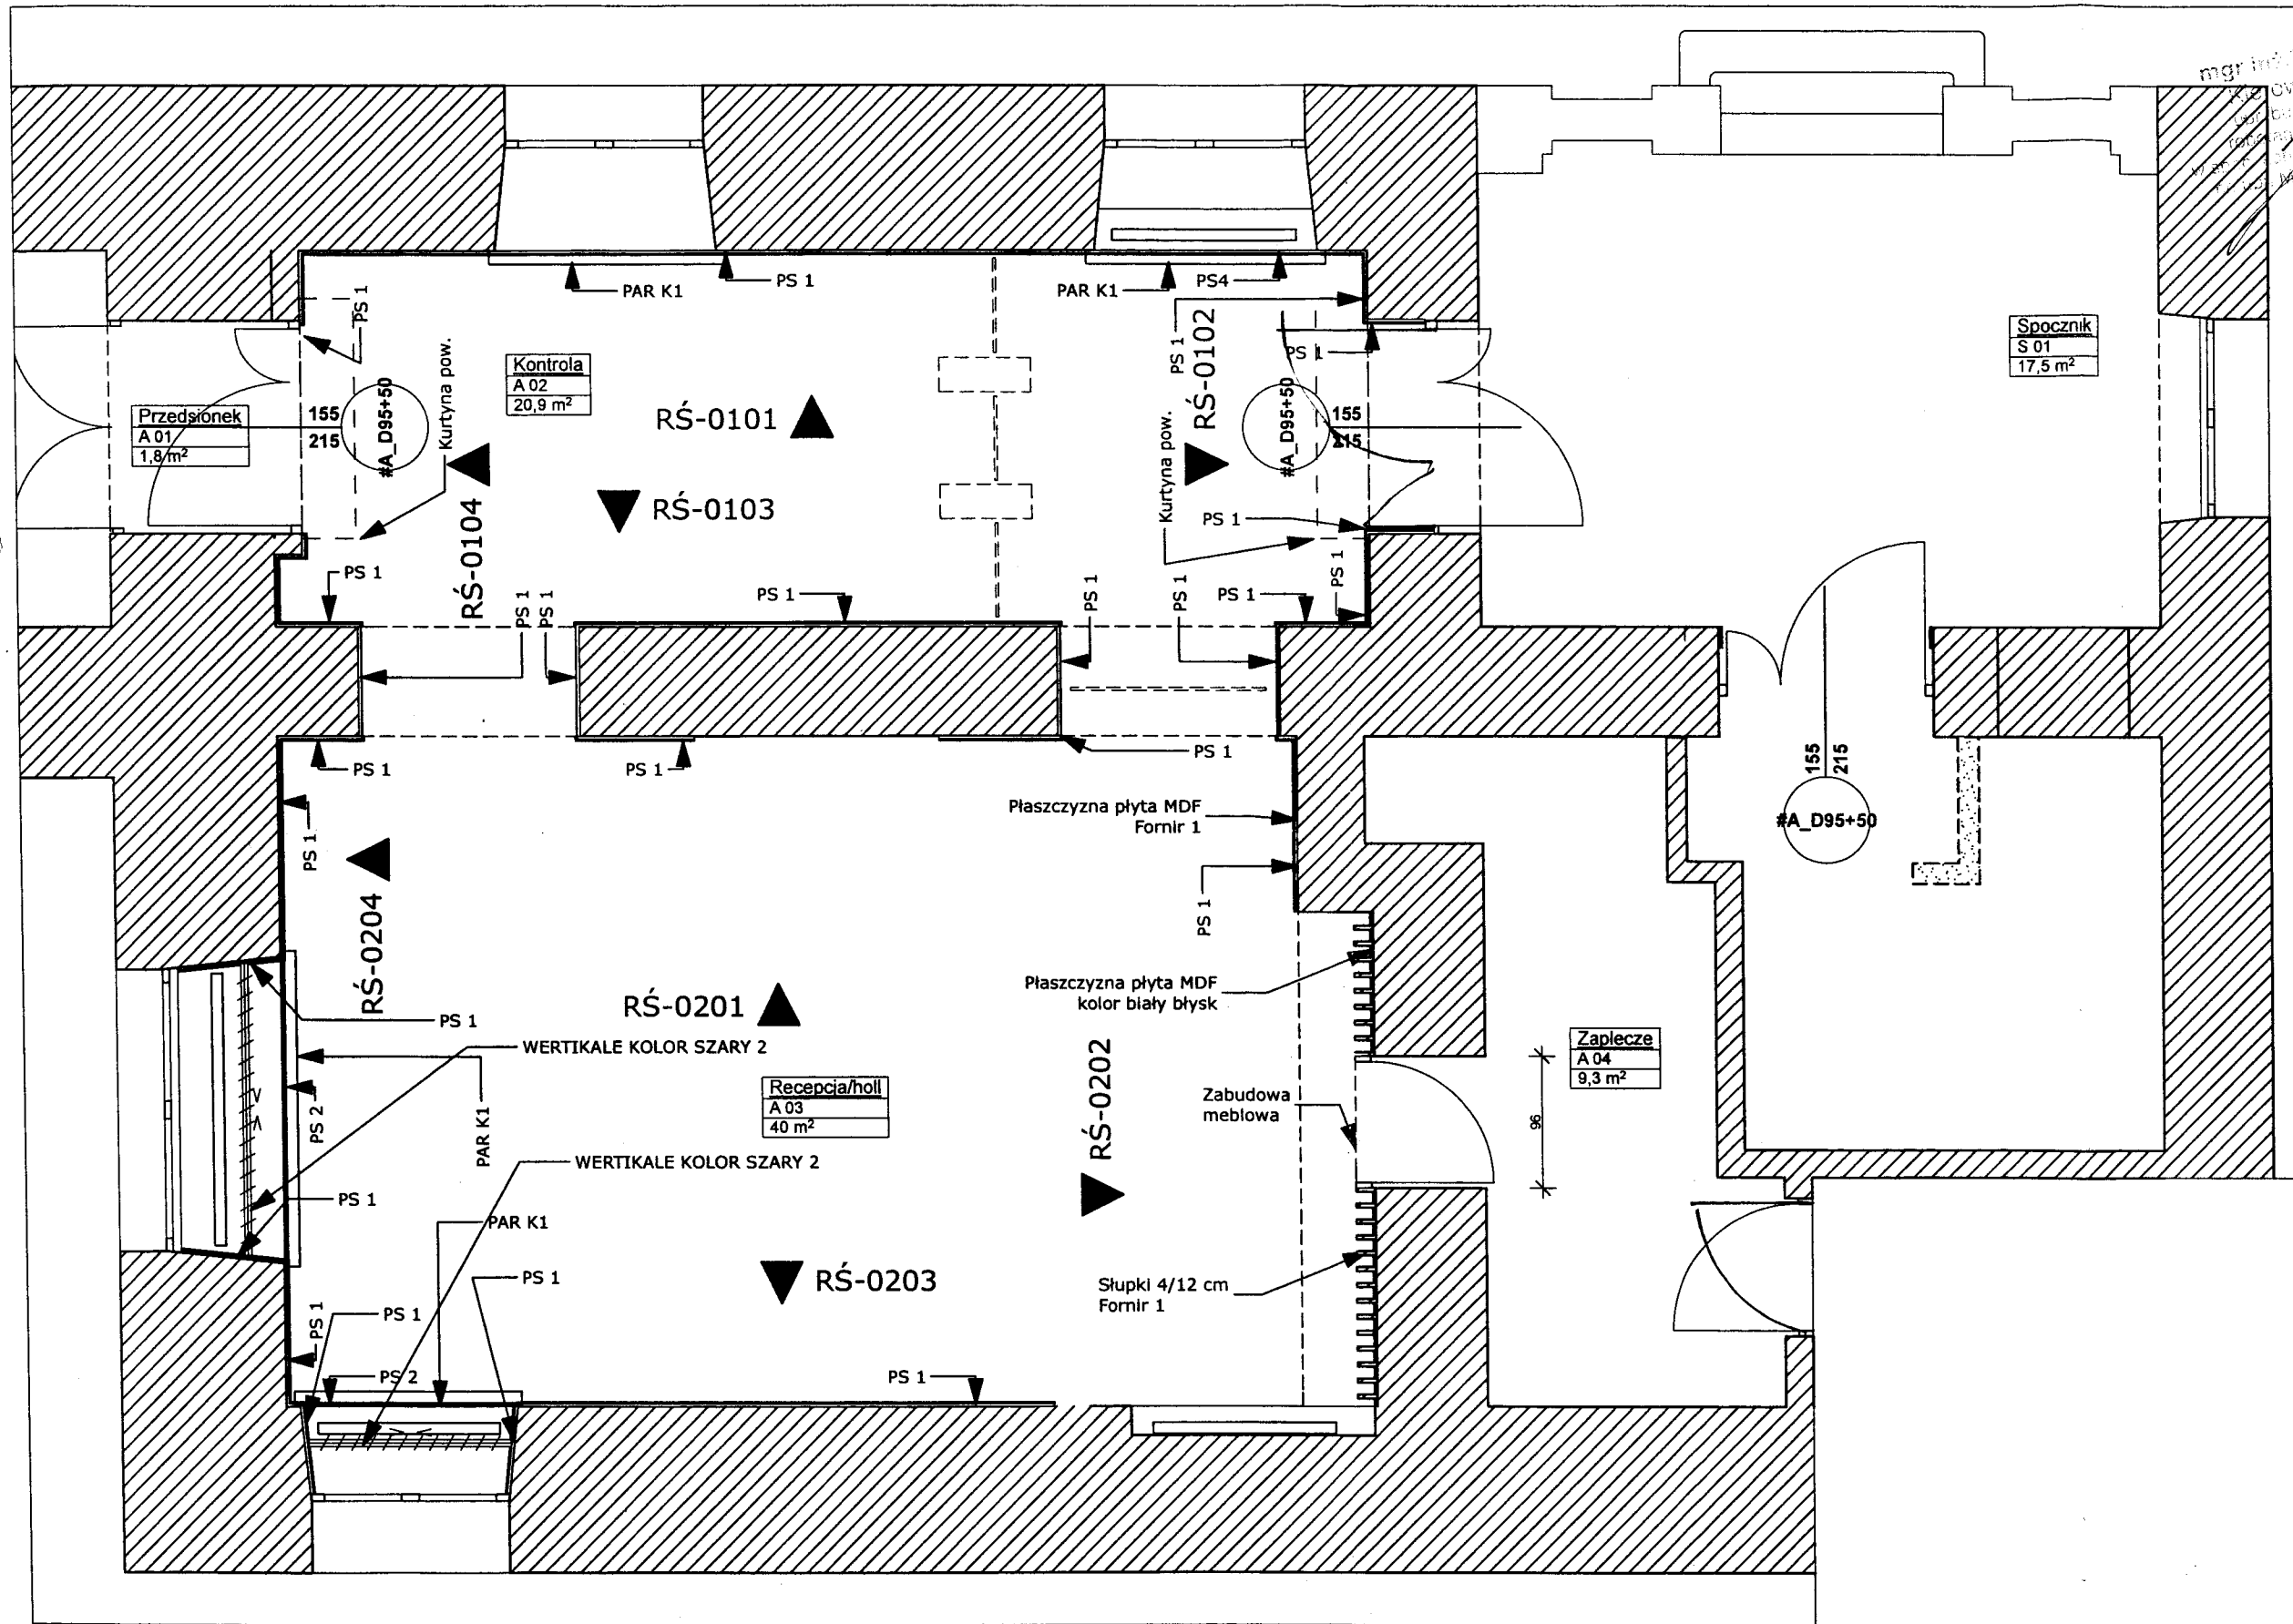 mgr inż.
PS 1
PAR K1
PS 1
PAR K1
PS4
PS 1
RŚ-0102
PS 1
Spocznik
S 01
17,5 m²
Kontrola
A 02
20,9 m²
Kurtyna pow.
Przedsionek
A 01
1,8 m²
155
215
#A_D95+50
RŚ-0101
#A_D95+50
155
215
Kurtyna pow.
RŚ-0103
RŚ-0104
PS 1
PS 1
PS 1
PS 1
PS 1
PS 1
PS 1
PS 1
PS 1
PS 1
PS 1
PS 1
PS 1
155
215
#A_D95+50
Płaszczyzna płyta MDF
Fornir 1
PS 1
PS 1
RŚ-0204
Płaszczyzna płyta MDF
kolor biały błysk
RŚ-0201
PS 1
WERTIKALE KOLOR SZARY 2
Zaplecze
A 04
9,3 m²
RŚ-0202
Recepcja/holl
A 03
40 m²
Zabudowa
meblowa
96
PS 2
PAR K1
WERTIKALE KOLOR SZARY 2
PS 1
PAR K1
PS 1
RŚ-0203
Słupki 4/12 cm
Fornir 1
PS 1
PS 1
PS 2
PS 1